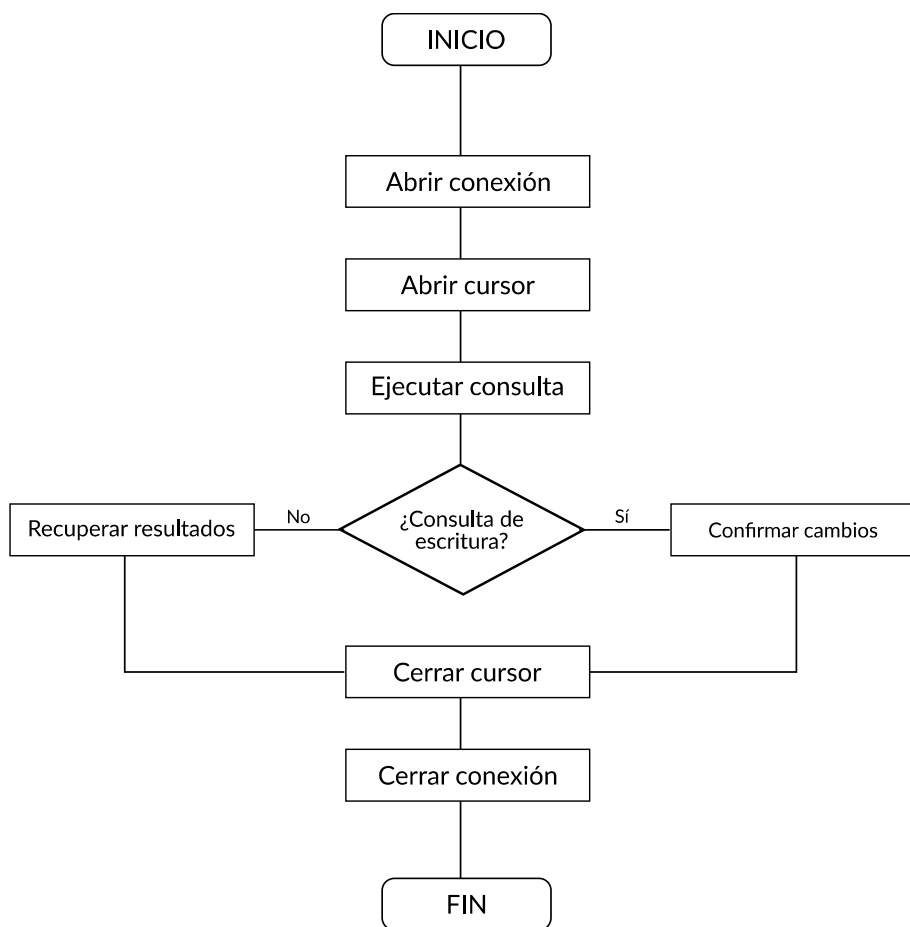 INICIO
Abrir conexión
Abrir cursor
Ejecutar consulta
¿Consulta de
escritura?
No
Sí
Recuperar resultados
Confirmar cambios
Cerrar cursor
Cerrar conexión
FIN